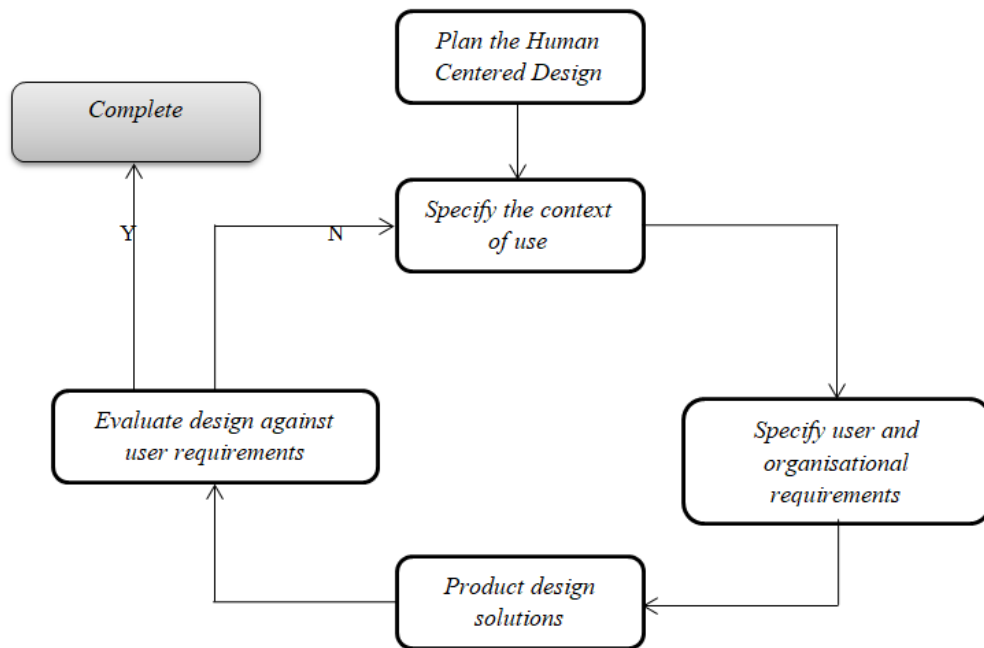 Plan the Human
Centered Design
Complete
Specify the context
of use
Y
N
Evaluate design against
user requirements
Specify user and
organisational
requirements
Product design
solutions